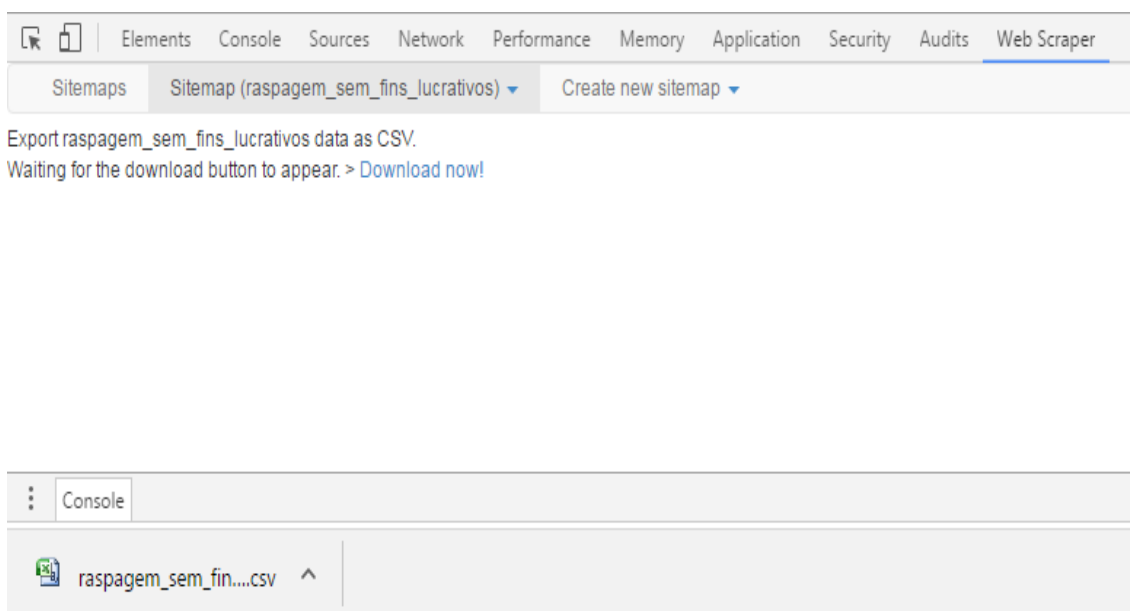 Elements Console Sources Network Performance Memory Application Security Audits Web Scraper
Sitemaps Sitemap (raspagem_sem_fins_lucrativos) Create new sitemap
Export raspagem_sem_fins_lucrativos data as CSV.
Waiting for the download button to appear. > Download now!
Console
raspagem_sem_fin....csv